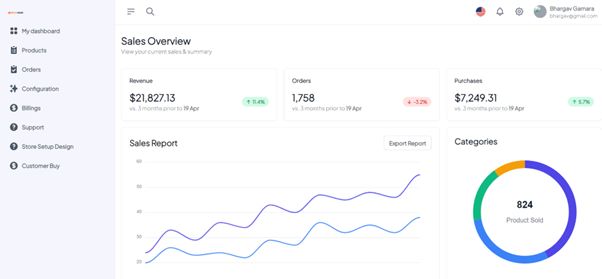 My dashboard
Products
Orders
Configuration
Billings
Support
Store Setup Design
Customer Buy
Bhargav Gamara
bhargav@gmail.com
Sales Overview
View your current sales & summary
Revenue
$21,827.13
↑ 11.4%
vs. 3 months prior to 19 Apr
Orders
1,758
↓ -3.2%
vs. 3 months prior to 19 Apr
Purchases
$7,249.31
↑ 5.7%
vs. 3 months prior to 19 Apr
Sales Report
Export Report
60
50
40
30
20
Categories
824
Product Sold